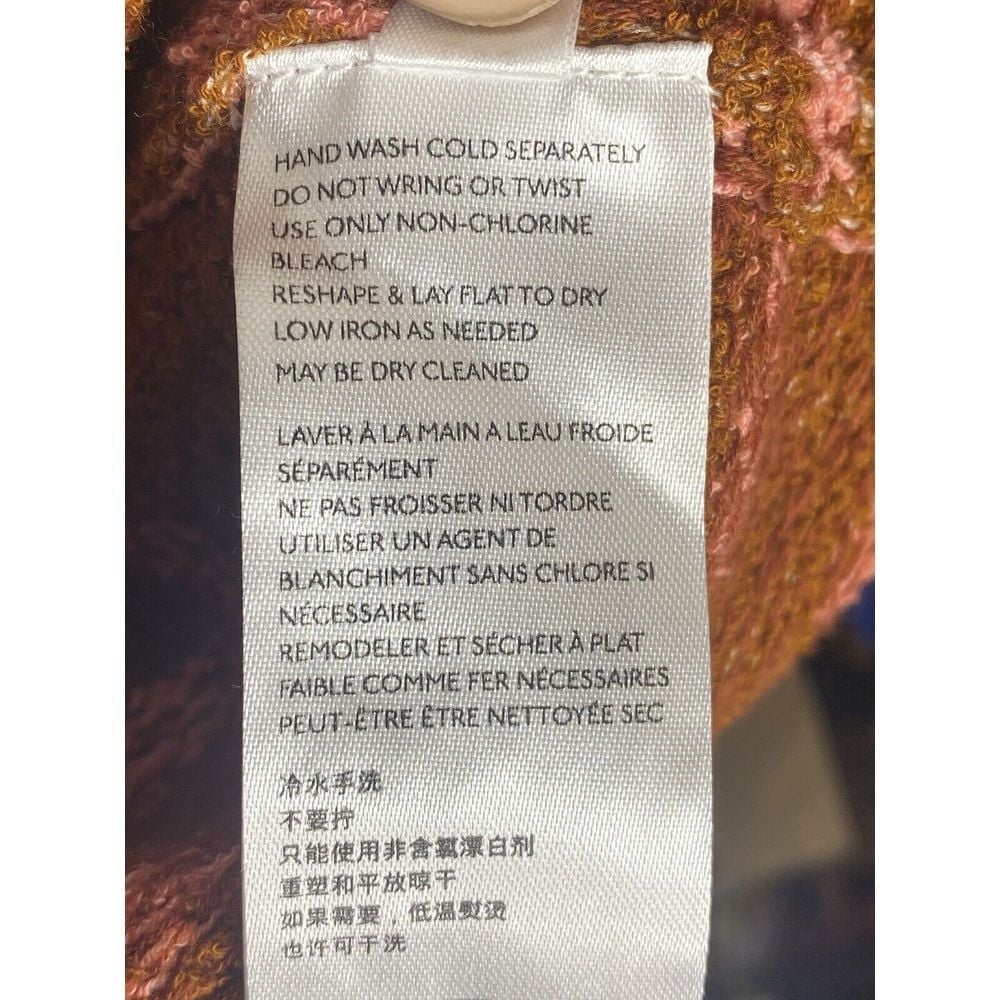 HAND WASH COLD SEPARATELY
DO NOT WRING OR TWIST
USE ONLY NON-CHLORINE
BLEACH
RESHAPE & LAY FLAT TO DRY
LOW IRON AS NEEDED
MAY BE DRY CLEANED
LAVER À LA MAIN A LEAU FROIDE
SÉPARÉMENT
NE PAS FROISSER NI TORDRE
UTILISER UN AGENT DE
BLANCHIMENT SANS CHLORE SI
NÉCESSAIRE
REMODELER ET SÉCHER À PLAT
FAIBLE COMME FER NÉCESSAIRES
PEUT-ÊTRE ÊTRE NETTOYÉE SEC
冷水手洗
不要拧
只能使用非含氯漂白剂
重塑和平放晾干
如果需要，低温熨烫
也许可干洗